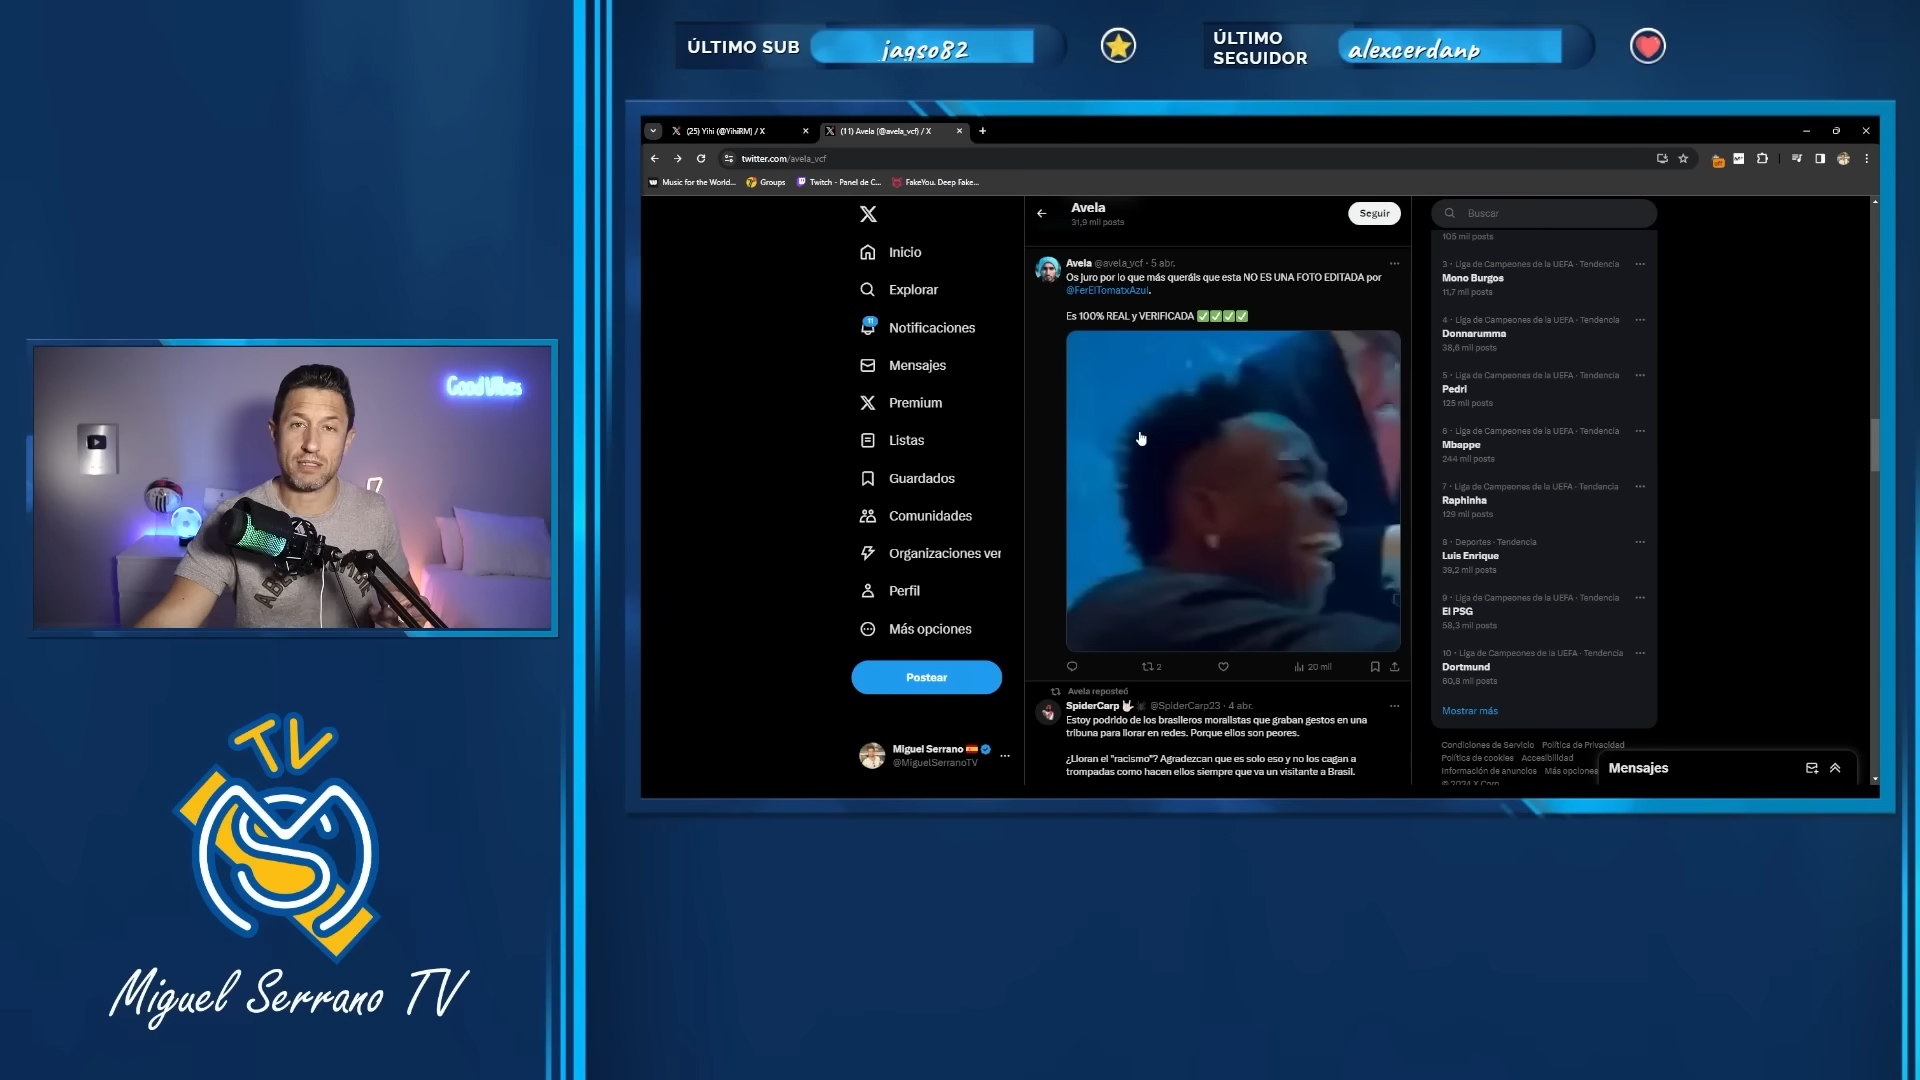 ÚLTIMO SUB
jagso82
ÚLTIMO
SEGUIDOR
alexcerdanp
(25) Yihi (@YihiRM) / X
(11) Avela (@avela_vcf) / X
twitter.com/avela_vcf
Music for the World...
Groups
Twitch - Panel de C...
FakeYou. Deep Fake...
Inicio
Explorar
11
Notificaciones
Mensajes
Premium
Listas
Guardados
Comunidades
Organizaciones ver
Perfil
Más opciones
Postear
Miguel Serrano
@MiguelSerranoTV
Avela
31,9 mil posts
Seguir
Avela @avela_vcf · 5 abr.
Os juro por lo que más queráis que esta NO ES UNA FOTO EDITADA por
@FerElTomatxAzul.
Es 100% REAL y VERIFICADA ✅✅✅✅
2
20 mil
Avela reposteó
SpiderCarp @SpiderCarp23 · 4 abr.
Estoy podrido de los brasileros moralistas que graban gestos en una
tribuna para llorar en redes. Porque ellos son peores.
¿Lloran el "racismo"? Agradezcan que es solo eso y no los cagan a
trompadas como hacen ellos siempre que va un visitante a Brasil.
Buscar
105 mil posts
3 · Liga de Campeones de la UEFA · Tendencia
Mono Burgos
11,7 mil posts
4 · Liga de Campeones de la UEFA · Tendencia
Donnarumma
38,6 mil posts
5 · Liga de Campeones de la UEFA · Tendencia
Pedri
125 mil posts
6 · Liga de Campeones de la UEFA · Tendencia
Mbappe
244 mil posts
7 · Liga de Campeones de la UEFA · Tendencia
Raphinha
129 mil posts
8 · Deportes · Tendencia
Luis Enrique
39,2 mil posts
9 · Liga de Campeones de la UEFA · Tendencia
El PSG
58,3 mil posts
10 · Liga de Campeones de la UEFA · Tendencia
Dortmund
60,8 mil posts
Mostrar más
Condiciones de Servicio Política de Privacidad
Política de cookies Accesibilidad
Información de anuncios Más opciones
© 2024 X Corp.
Mensajes
Good Vibes
TV
MS
Miguel Serrano TV